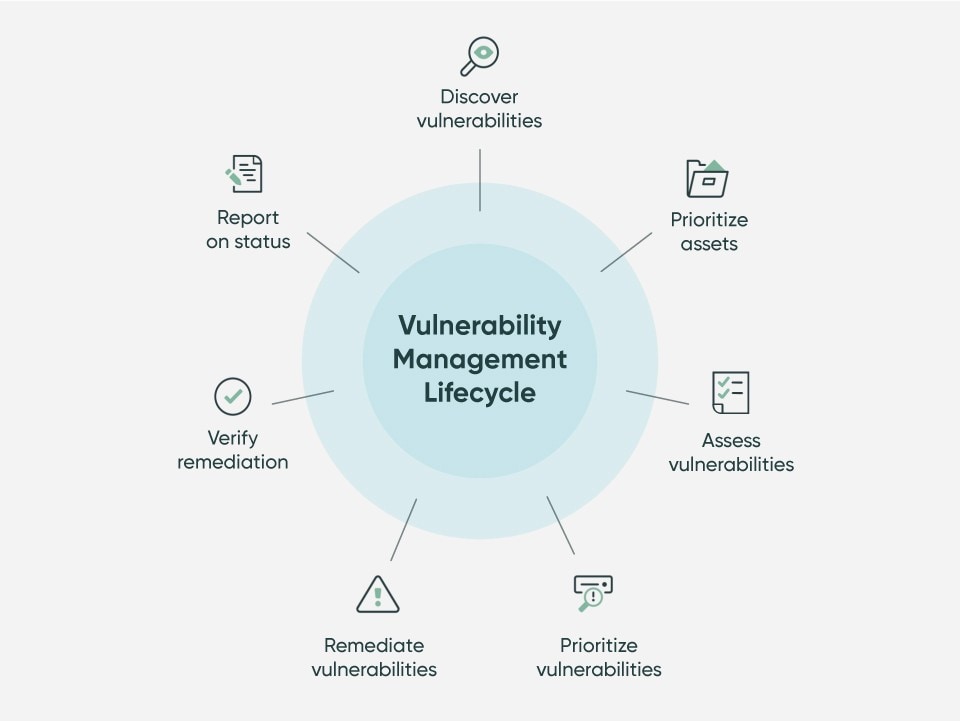 Discover
vulnerabilities
Prioritize
assets
Assess
vulnerabilities
Prioritize
vulnerabilities
Remediate
vulnerabilities
Verify
remediation
Report
on status
Vulnerability
Management
Lifecycle